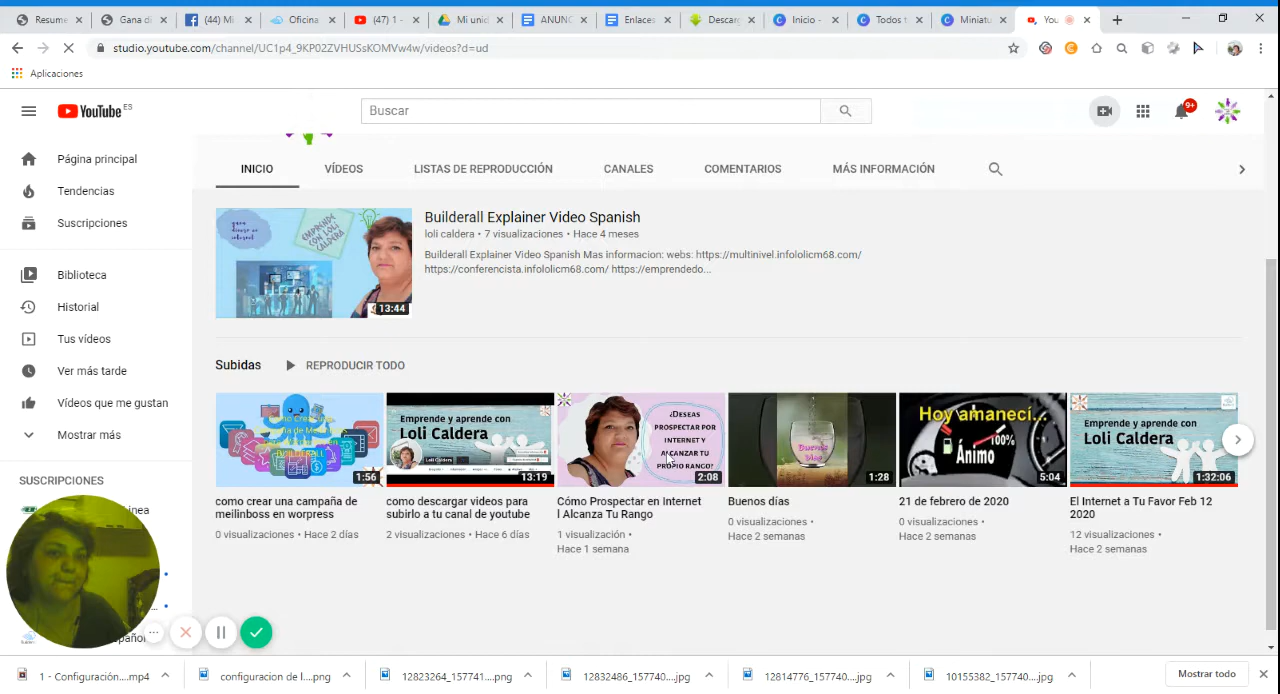 Resume
Gana di
(44) Mi
Oficina
(47) 1 -
Mi unid
ANUNC
Enlaces
Descarg
Inicio -
Todos t
Miniatu
You
studio.youtube.com/channel/UC1p4_9KP02ZVHUSsKOMVw4w/videos?d=ud
Aplicaciones
YouTube ES
Buscar
9+
Página principal
Tendencias
Suscripciones
Biblioteca
Historial
Tus vídeos
Ver más tarde
Vídeos que me gustan
Mostrar más
SUSCRIPCIONES
INICIO
VÍDEOS
LISTAS DE REPRODUCCIÓN
CANALES
COMENTARIOS
MÁS INFORMACIÓN
EMPRENDE
CON LOLI
CALDERA
13:44
Builderall Explainer Video Spanish
loli caldera • 7 visualizaciones • Hace 4 meses
Builderall Explainer Video Spanish Mas informacion: webs: https://multinivel.infololicm68.com/
https://conferencista.infololicm68.com/ https://emprendedo...
Subidas
REPRODUCIR TODO
1:56
como crear una campaña de
meilinboss en worpress
0 visualizaciones • Hace 2 días
Emprende y aprende con
Loli Caldera
13:19
como descargar videos para
subirlo a tu canal de youtube
2 visualizaciones • Hace 6 días
¿DESEAS
PROSPECTAR POR
INTERNET Y
ALCANZAR TU
PROPIO RANGO?
2:08
Cómo Prospectar en Internet
l Alcanza Tu Rango
1 visualización •
Hace 1 semana
Buenos
días
1:28
Buenos días
0 visualizaciones •
Hace 2 semanas
Hoy amanecí...
Ánimo
100%
5:04
21 de febrero de 2020
0 visualizaciones •
Hace 2 semanas
Emprende y aprende con
Loli Caldera
1:32:06
El Internet a Tu Favor Feb 12
2020
12 visualizaciones •
Hace 2 semanas
1 - Configuración....mp4
configuracion de l....png
12823264_157741....png
12832486_157740....jpg
12814776_157740....jpg
10155382_157740....jpg
Mostrar todo